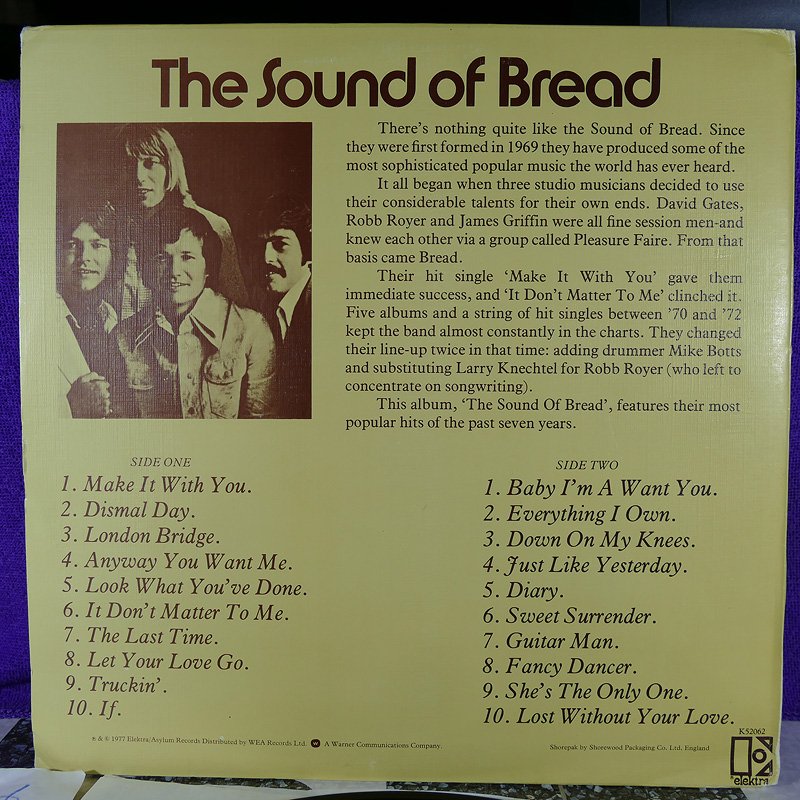 The Sound of Bread
There's nothing quite like the Sound of Bread. Since
they were first formed in 1969 they have produced some of the
most sophisticated popular music the world has ever heard.
It all began when three studio musicians decided to use
their considerable talents for their own ends. David Gates,
Robb Royer and James Griffin were all fine session men-and
knew each other via a group called Pleasure Faire. From that
basis came Bread.
Their hit single 'Make It With You' gave them
immediate success, and 'It Don't Matter To Me' clinched it.
Five albums and a string of hit singles between '70 and '72
kept the band almost constantly in the charts. They changed
their line-up twice in that time: adding drummer Mike Botts
and substituting Larry Knechtel for Robb Royer (who left to
concentrate on songwriting).
This album, 'The Sound Of Bread', features their most
popular hits of the past seven years.
SIDE ONE
1. Make It With You.
2. Dismal Day.
3. London Bridge.
4. Anyway You Want Me.
5. Look What You've Done.
6. It Don't Matter To Me.
7. The Last Time.
8. Let Your Love Go.
9. Truckin'.
10. If.
SIDE TWO
1. Baby I'm A Want You.
2. Everything I Own.
3. Down On My Knees.
4. Just Like Yesterday.
5. Diary.
6. Sweet Surrender.
7. Guitar Man.
8. Fancy Dancer.
9. She's The Only One.
10. Lost Without Your Love.
K52062
℗ & © 1977 Elektra/Asylum Records Distributed by WEA Records Ltd. W A Warner Communications Company.
Shorepak by Shorewood Packaging Co. Ltd. England
elektra